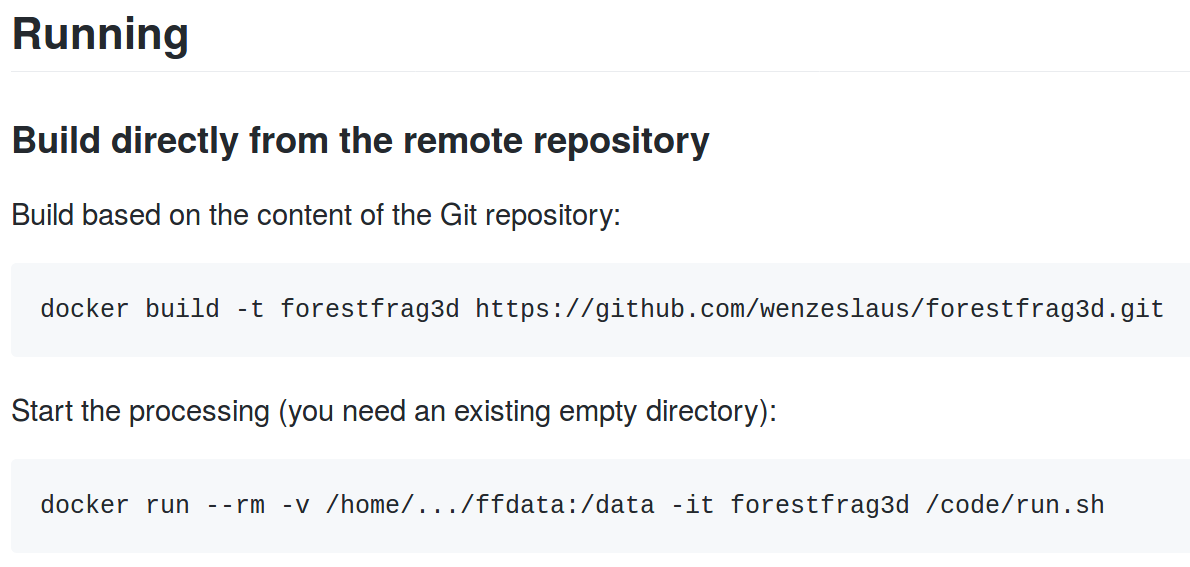 Running
Build directly from the remote repository
Build based on the content of the Git repository:
docker build -t forestfrag3d https://github.com/wenzeslaus/forestfrag3d.git
Start the processing (you need an existing empty directory):
docker run --rm -v /home/.../ffdata:/data -it forestfrag3d /code/run.sh